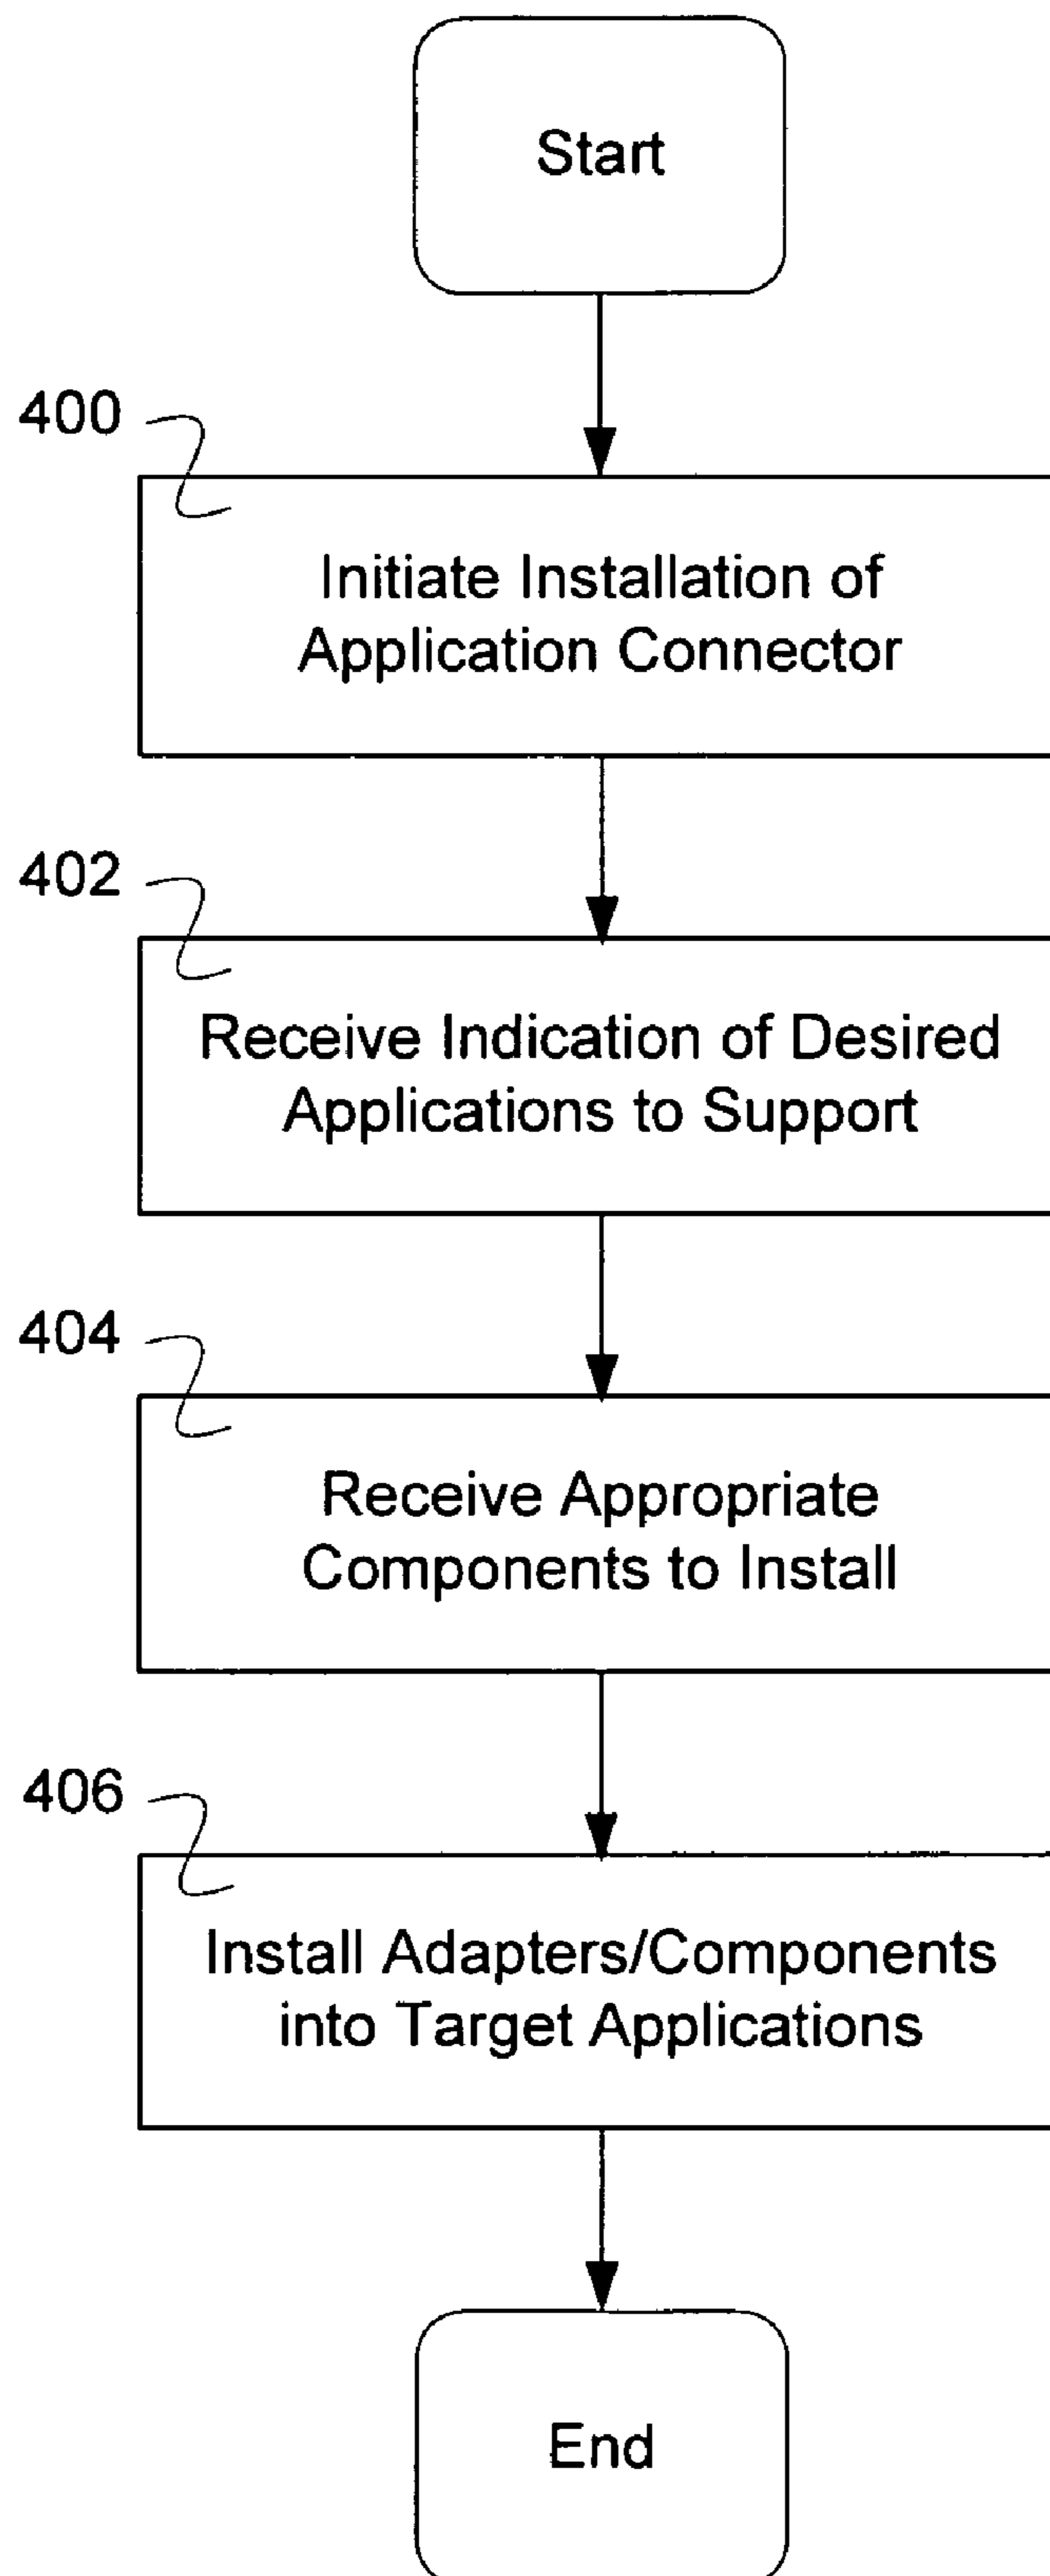 Start
400
Initiate Installation of
Application Connector
402
Receive Indication of Desired
Applications to Support
404
Receive Appropriate
Components to Install
406
Install Adapters/Components
into Target Applications
End